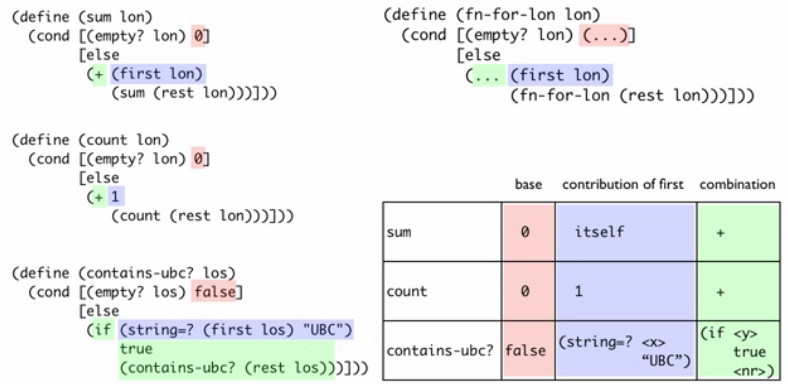 (define (sum lon)
  (cond [(empty? lon) 0]
        [else
         (+ (first lon)
            (sum (rest lon)))]))
(define (count lon)
  (cond [(empty? lon) 0]
        [else
         (+ 1
            (count (rest lon)))]))
(define (contains-ubc? los)
  (cond [(empty? los) false]
        [else
         (if (string=? (first los) "UBC")
             true
             (contains-ubc? (rest los)))]))
(define (fn-for-lon lon)
  (cond [(empty? lon) (...)]
        [else
         (... (first lon)
              (fn-for-lon (rest lon)))]))
base contribution of first combination
sum 0 itself +
count 0 1 +
contains-ubc? false (string=? <x> "UBC") (if <y> true <nr>)